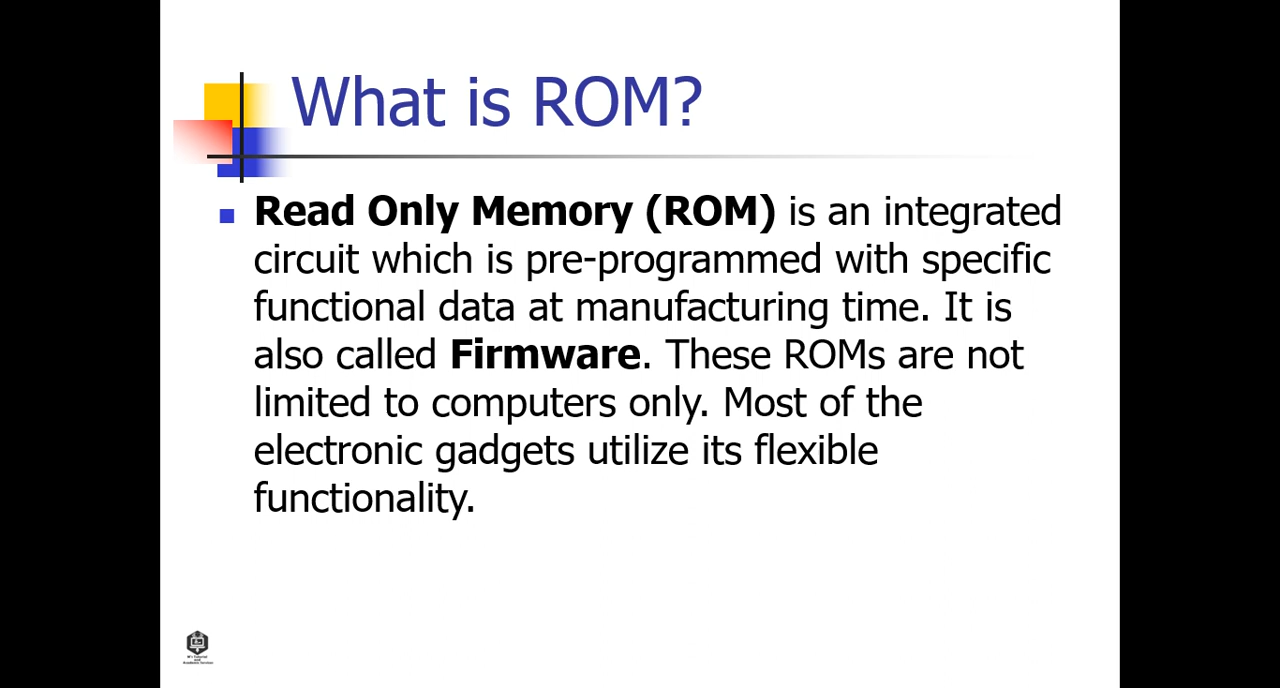 What is ROM?
Read Only Memory (ROM) is an integrated
circuit which is pre-programmed with specific
functional data at manufacturing time. It is
also called Firmware. These ROMs are not
limited to computers only. Most of the
electronic gadgets utilize its flexible
functionality.